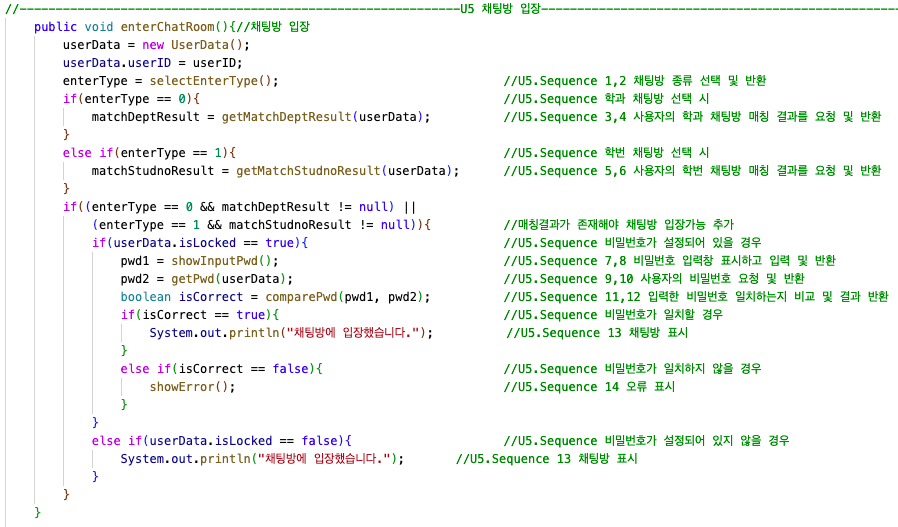 //----------------------------------------------------------------U5 채팅방 입장--------------------------------------------------
public void enterChatRoom(){//채팅방 입장
userData = new UserData();
userData.userID = userID;
enterType = selectEnterType(); //U5.Sequence 1,2 채팅방 종류 선택 및 반환
if(enterType == 0){ //U5.Sequence 학과 채팅방 선택 시
matchDeptResult = getMatchDeptResult(userData); //U5.Sequence 3,4 사용자의 학과 채팅방 매칭 결과를 요청 및 반환
}
else if(enterType == 1){ //U5.Sequence 학번 채팅방 선택 시
matchStudnoResult = getMatchStudnoResult(userData); //U5.Sequence 5,6 사용자의 학번 채팅방 매칭 결과를 요청 및 반환
}
if((enterType == 0 && matchDeptResult != null) ||
(enterType == 1 && matchStudnoResult != null)){ //매칭결과가 존재해야 채팅방 입장가능 추가
if(userData.isLocked == true){ //U5.Sequence 비밀번호가 설정되어 있을 경우
pwd1 = showInputPwd(); //U5.Sequence 7,8 비밀번호 입력창 표시하고 입력 및 반환
pwd2 = getPwd(userData); //U5.Sequence 9,10 사용자의 비밀번호 요청 및 반환
boolean isCorrect = comparePwd(pwd1, pwd2); //U5.Sequence 11,12 입력한 비밀번호 일치하는지 비교 및 결과 반환
if(isCorrect == true){ //U5.Sequence 비밀번호가 일치할 경우
System.out.println("채팅방에 입장했습니다."); //U5.Sequence 13 채팅방 표시
}
else if(isCorrect == false){ //U5.Sequence 비밀번호가 일치하지 않을 경우
showError(); //U5.Sequence 14 오류 표시
}
}
else if(userData.isLocked == false){ //U5.Sequence 비밀번호가 설정되어 있지 않을 경우
System.out.println("채팅방에 입장했습니다."); //U5.Sequence 13 채팅방 표시
}
}
}